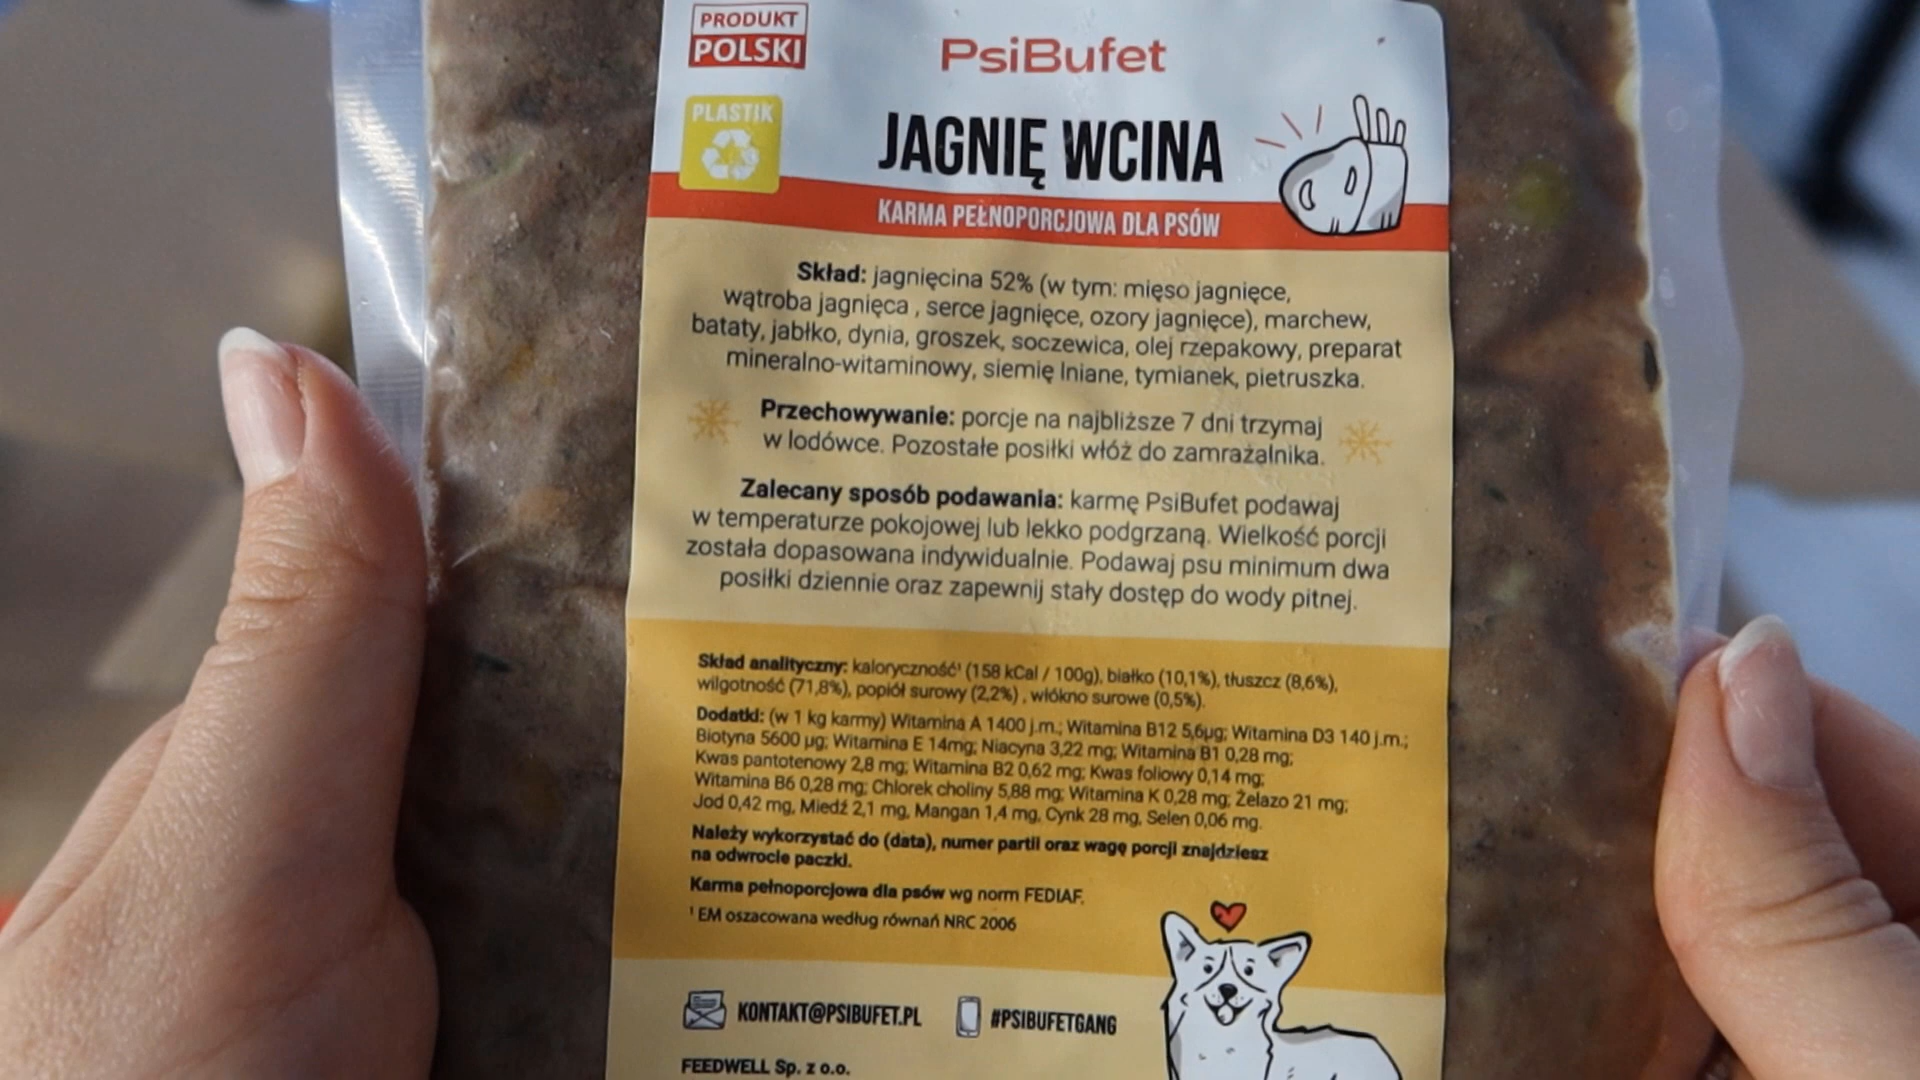 PRODUKT
POLSKI
PsiBufet
PLASTIK
JAGNIĘ WCINA
KARMA PEŁNOPORCJOWA DLA PSÓW
Skład: jagnięcina 52% (w tym: mięso jagnięce,
wątroba jagnięca , serce jagnięce, ozory jagnięce), marchew,
bataty, jabłko, dynia, groszek, soczewica, olej rzepakowy, preparat
mineralno-witaminowy, siemię lniane, tymianek, pietruszka.
Przechowywanie: porcje na najbliższe 7 dni trzymaj
w lodówce. Pozostałe posiłki włóż do zamrażalnika.
Zalecany sposób podawania: karmę PsiBufet podawaj
w temperaturze pokojowej lub lekko podgrzaną. Wielkość porcji
została dopasowana indywidualnie. Podawaj psu minimum dwa
posiłki dziennie oraz zapewnij stały dostęp do wody pitnej.
Skład analityczny: kaloryczność¹ (158 kCal / 100g), białko (10,1%), tłuszcz (8,6%),
wilgotność (71,8%), popiół surowy (2,2%) , włókno surowe (0,5%).
Dodatki: (w 1 kg karmy) Witamina A 1400 j.m.; Witamina B12 5,6µg; Witamina D3 140 j.m.;
Biotyna 5600 µg; Witamina E 14mg; Niacyna 3,22 mg; Witamina B1 0,28 mg;
Kwas pantotenowy 2,8 mg; Witamina B2 0,62 mg; Kwas foliowy 0,14 mg;
Witamina B6 0,28 mg; Chlorek choliny 5,88 mg; Witamina K 0,28 mg; Żelazo 21 mg;
Jod 0,42 mg, Miedź 2,1 mg, Mangan 1,4 mg, Cynk 28 mg, Selen 0,06 mg.
Należy wykorzystać do (data), numer partii oraz wagę porcji znajdziesz
na odwrocie paczki.
Karma pełnoporcjowa dla psów wg norm FEDIAF.
¹ EM oszacowana według równań NRC 2006
KONTAKT@PSIBUFET.PL
#PSIBUFETGANG
FEEDWELL Sp. z o.o.